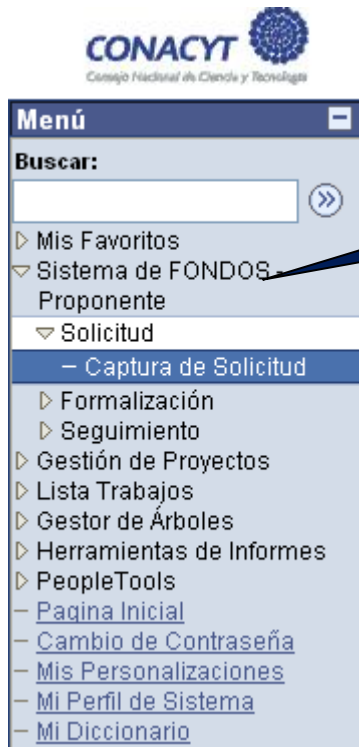 CONACYT
Consejo Nacional de Ciencia y Tecnología
Menú
Buscar:
Mis Favoritos
Sistema de FONDOS -
Proponente
Solicitud
– Captura de Solicitud
Formalización
Seguimiento
Gestión de Proyectos
Lista Trabajos
Gestor de Árboles
Herramientas de Informes
PeopleTools
– Pagina Inicial
– Cambio de Contraseña
– Mis Personalizaciones
– Mi Perfil de Sistema
– Mi Diccionario